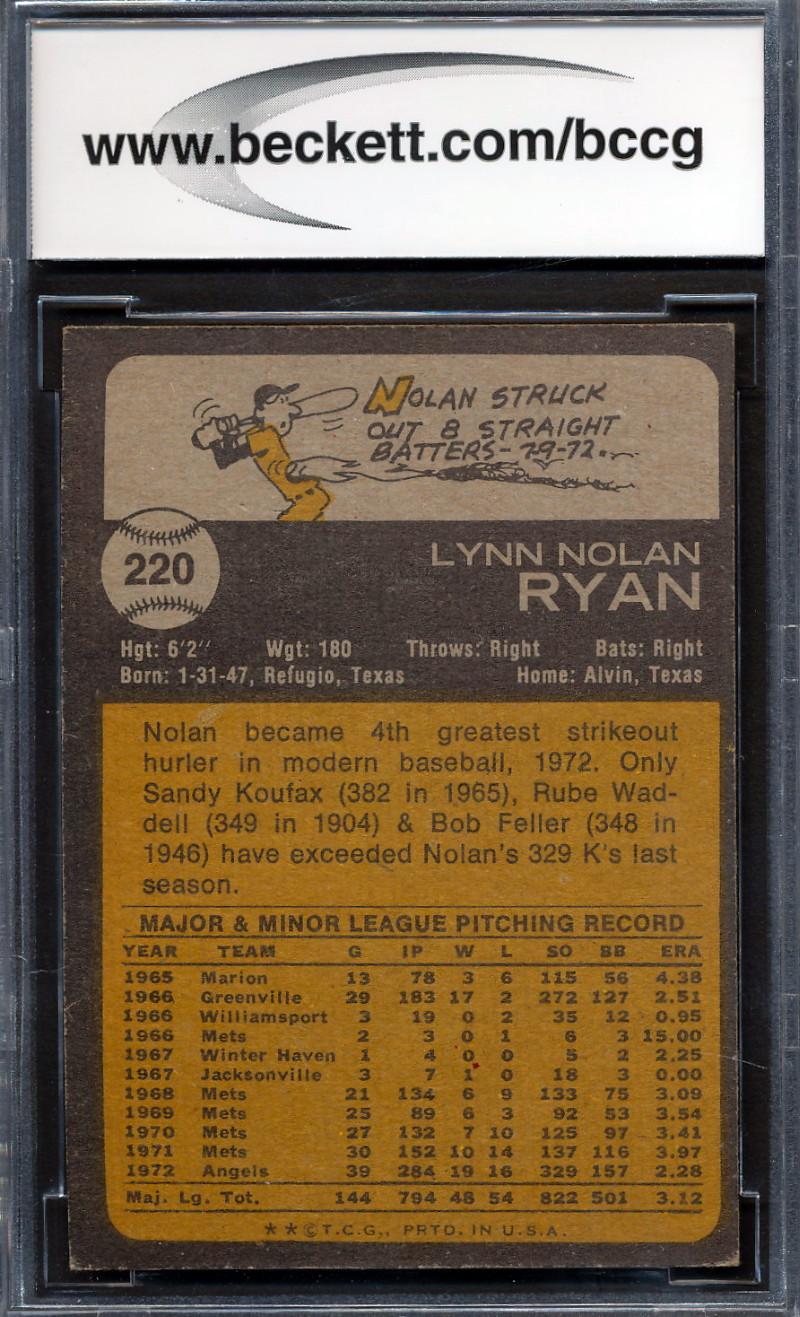 www.beckett.com/bccg
NOLAN STRUCK
OUT 8 STRAIGHT
BATTERS-7-9-72.
220
LYNN NOLAN
RYAN
Hgt: 6'2" Wgt: 180 Throws: Right Bats: Right
Born: 1-31-47, Refugio, Texas Home: Alvin, Texas
Nolan became 4th greatest strikeout
hurler in modern baseball, 1972. Only
Sandy Koufax (382 in 1965), Rube Wad-
dell (349 in 1904) & Bob Feller (348 in
1946) have exceeded Nolan's 329 K's last
season.
MAJOR & MINOR LEAGUE PITCHING RECORD
YEAR TEAM G IP W L SO BB ERA
1965 Marion 13 78 3 6 115 56 4.38
1966 Greenville 29 183 17 2 272 127 2.51
1966 Williamsport 3 19 0 2 35 12 0.95
1966 Mets 2 3 0 1 6 3 15.00
1967 Winter Haven 1 4 0 0 5 2 2.25
1967 Jacksonville 3 7 1 0 18 3 0.00
1968 Mets 21 134 6 9 133 75 3.09
1969 Mets 25 89 6 3 92 53 3.54
1970 Mets 27 132 7 10 125 97 3.41
1971 Mets 30 152 10 14 137 116 3.97
1972 Angels 39 284 19 16 329 157 2.28
Maj. Lg. Tot. 144 794 48 54 822 501 3.12
**©T.C.G., PRTD. IN U.S.A.